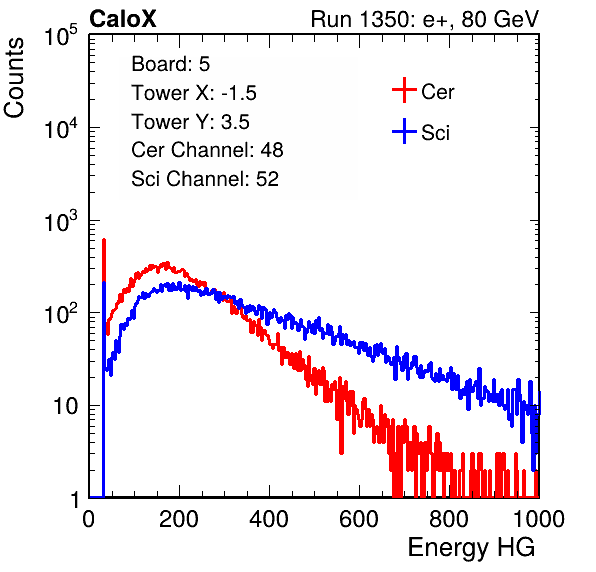 CaloX Run 1350: e+, 80 GeV
Counts
Board: 5
Tower X: -1.5
Tower Y: 3.5
Cer Channel: 48
Sci Channel: 52
Cer
Sci
10^5
10^4
10^3
10^2
10
1
0 200 400 600 800 1000
Energy HG